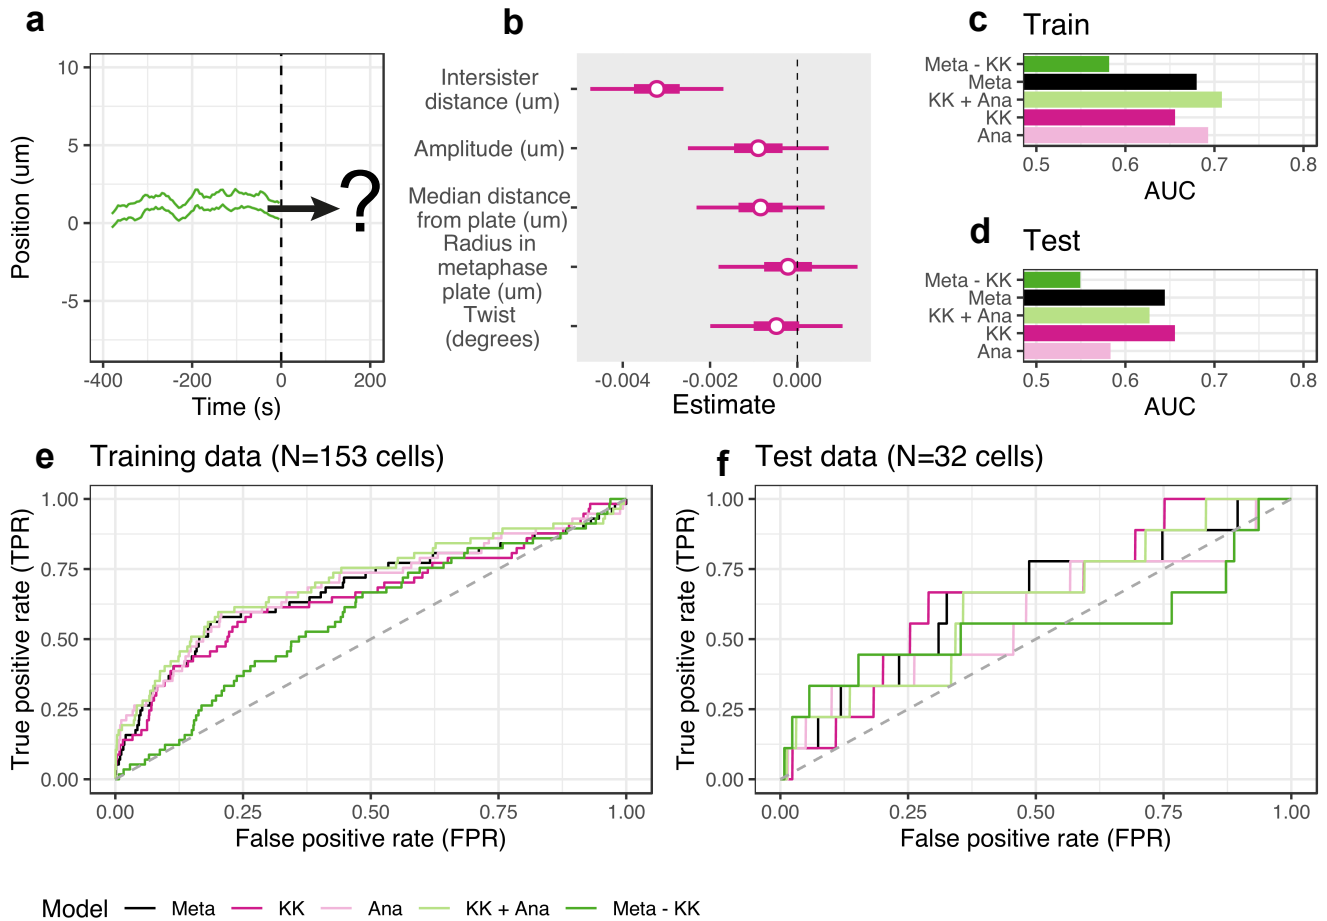 a
10
5
0
-5
Position (um)
-400
-200
0
200
Time (s)
?
b
Intersister
distance (um)
Amplitude (um)
Median distance
from plate (um)
Radius in
metaphase
plate (um)
Twist
(degrees)
-0.004
-0.002
0.000
Estimate
c
Train
Meta - KK
Meta
KK + Ana
KK
Ana
0.5
0.6
0.7
0.8
AUC
d
Test
Meta - KK
Meta
KK + Ana
KK
Ana
0.5
0.6
0.7
0.8
AUC
e
Training data (N=153 cells)
1.00
0.75
0.50
0.25
0.00
True positive rate (TPR)
0.00
0.25
0.50
0.75
1.00
False positive rate (FPR)
f
Test data (N=32 cells)
1.00
0.75
0.50
0.25
0.00
True positive rate (TPR)
0.00
0.25
0.50
0.75
1.00
False positive rate (FPR)
Model
Meta
KK
Ana
KK + Ana
Meta - KK